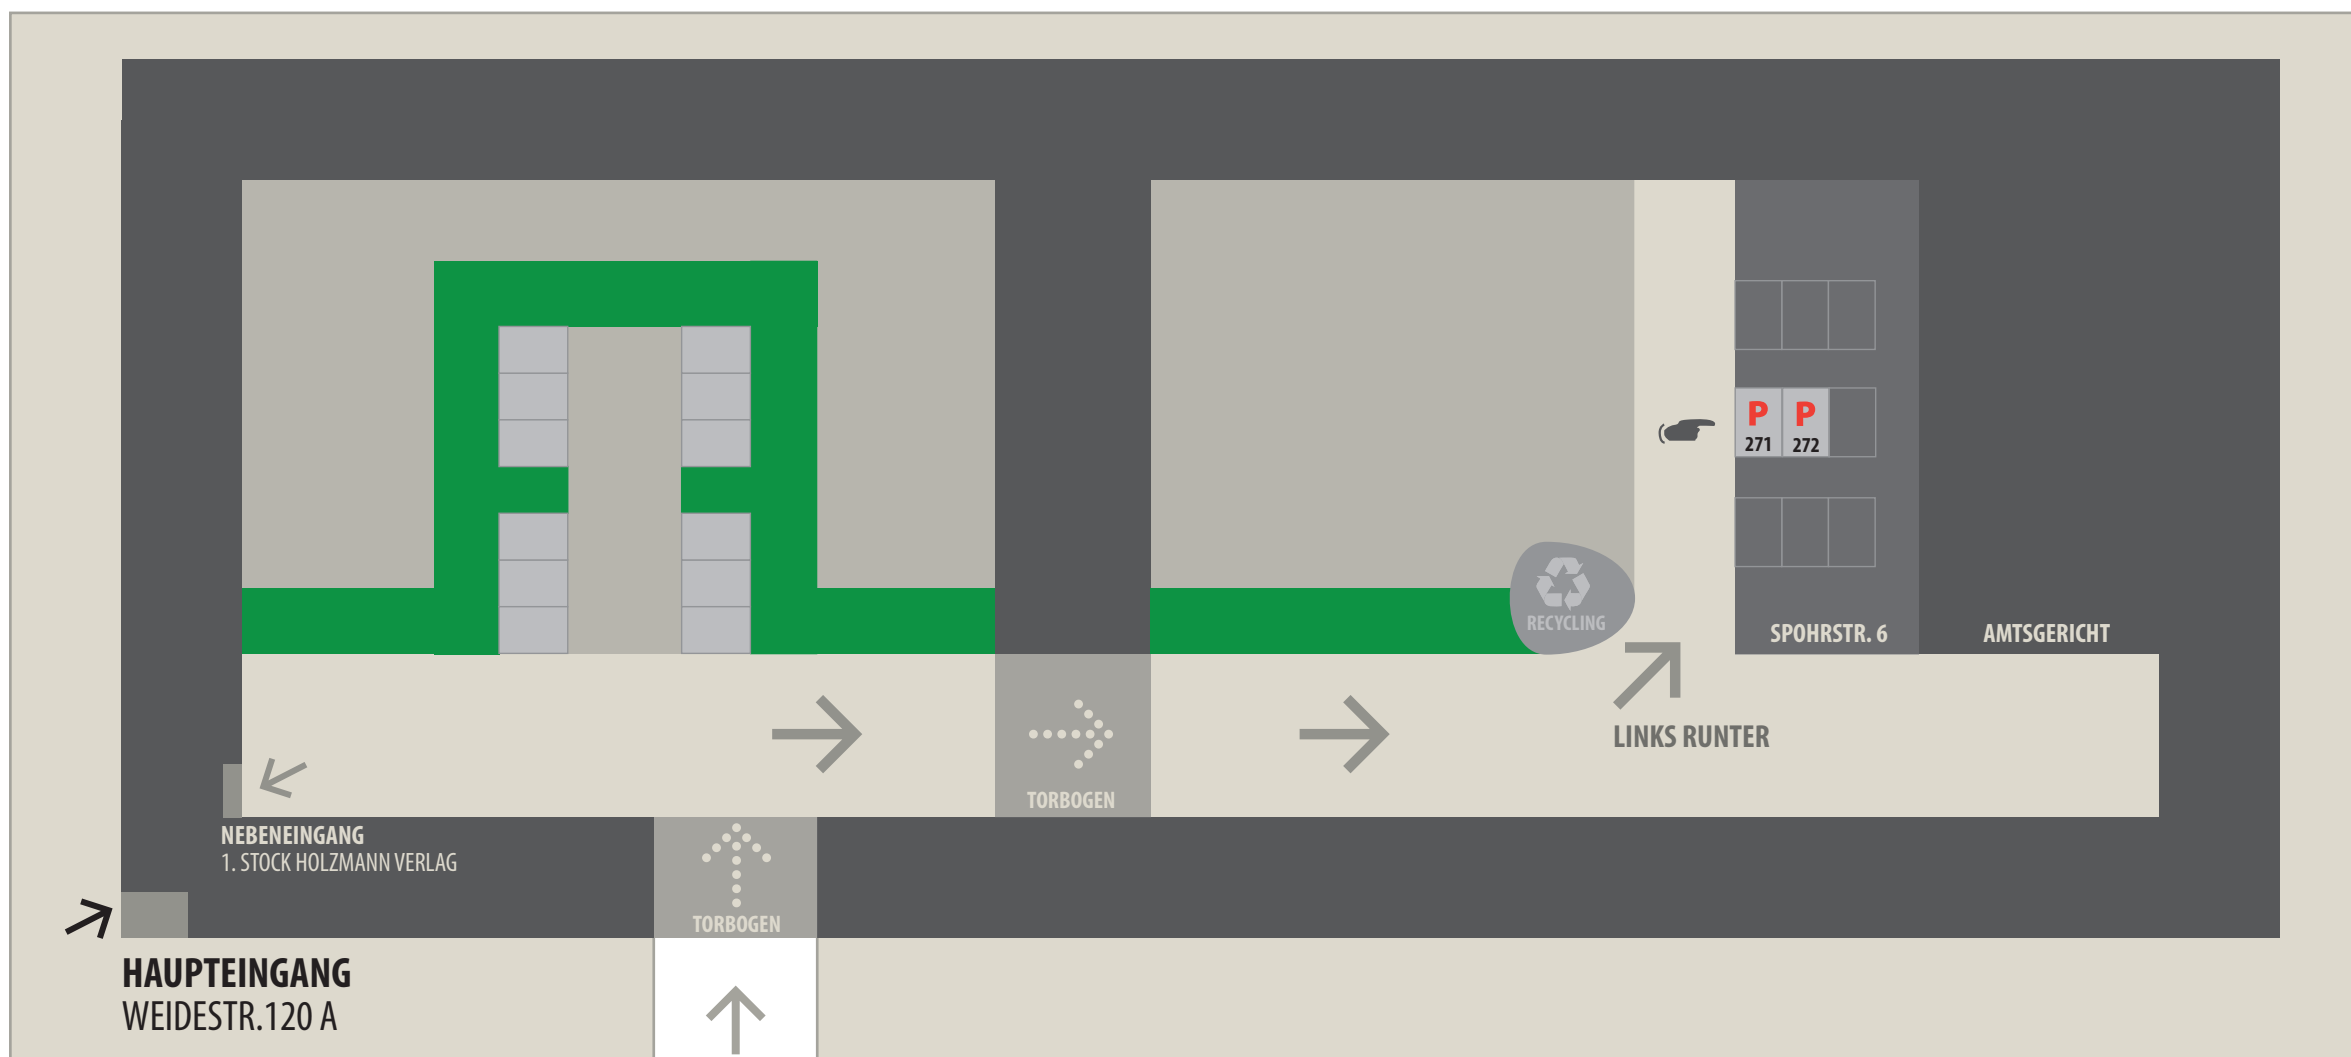 P
P
271
272
RECYCLING
SPOHRSTR. 6
AMTSGERICHT
LINKS RUNTER
TORBOGEN
NEBENEINGANG
1. STOCK HOLZMANN VERLAG
TORBOGEN
HAUPTEINGANG
WEIDESTR.120 A